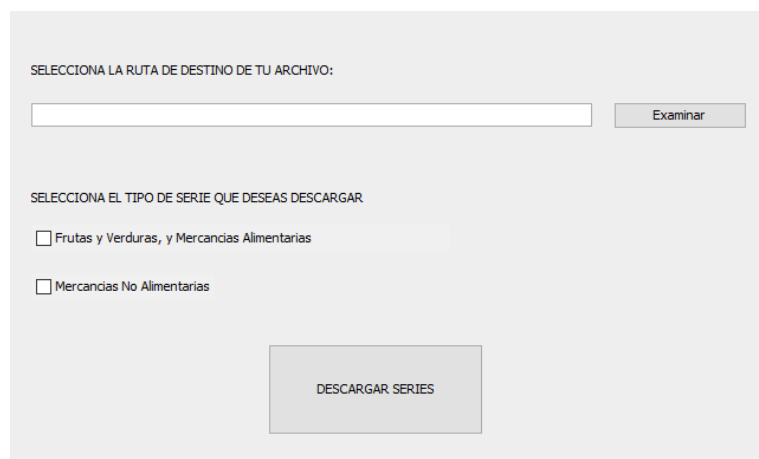 SELECCIONA LA RUTA DE DESTINO DE TU ARCHIVO:
Examinar
SELECCIONA EL TIPO DE SERIE QUE DESEAS DESCARGAR
Frutas y Verduras, y Mercancias Alimentarias
Mercancias No Alimentarias
DESCARGAR SERIES